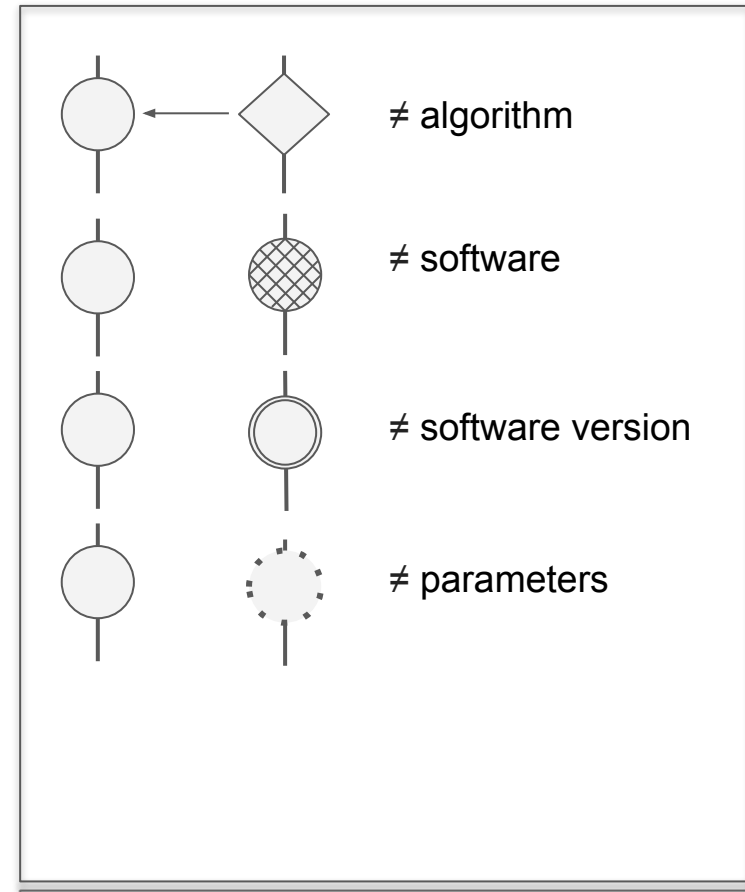 ≠ algorithm
≠ software
≠ software version
≠ parameters